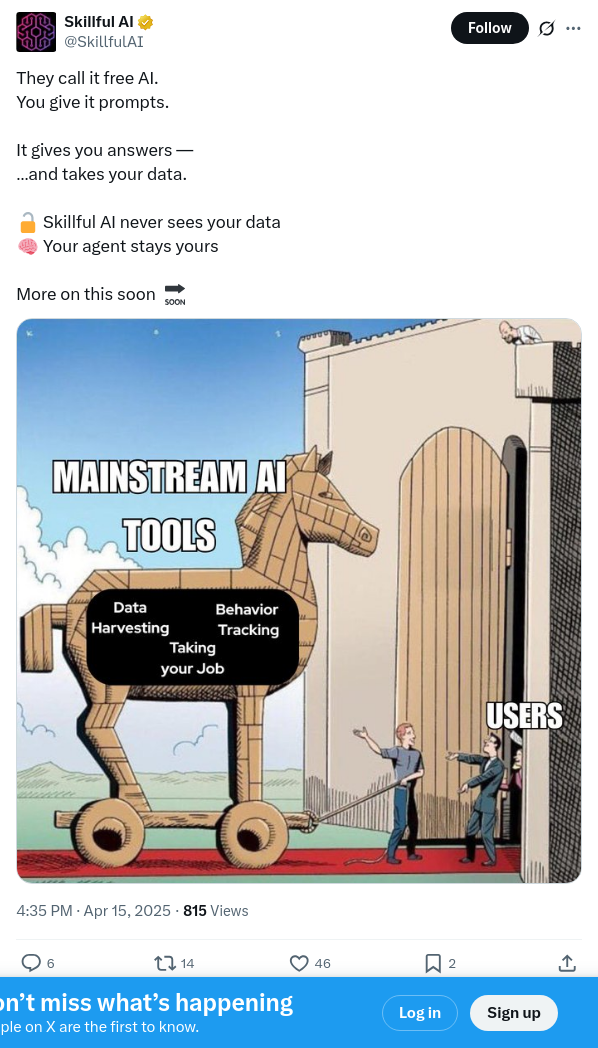 Skillful AI
@SkillfulAI
Follow
They call it free AI.
You give it prompts.
It gives you answers —
...and takes your data.
🔓 Skillful AI never sees your data
🧠 Your agent stays yours
More on this soon 🔜
SOON
MAINSTREAM AI
TOOLS
Data
Harvesting
Behavior
Tracking
Taking
your Job
USERS
4:35 PM · Apr 15, 2025 · 815 Views
6
14
46
2
on't miss what's happening
ple on X are the first to know.
Log in
Sign up